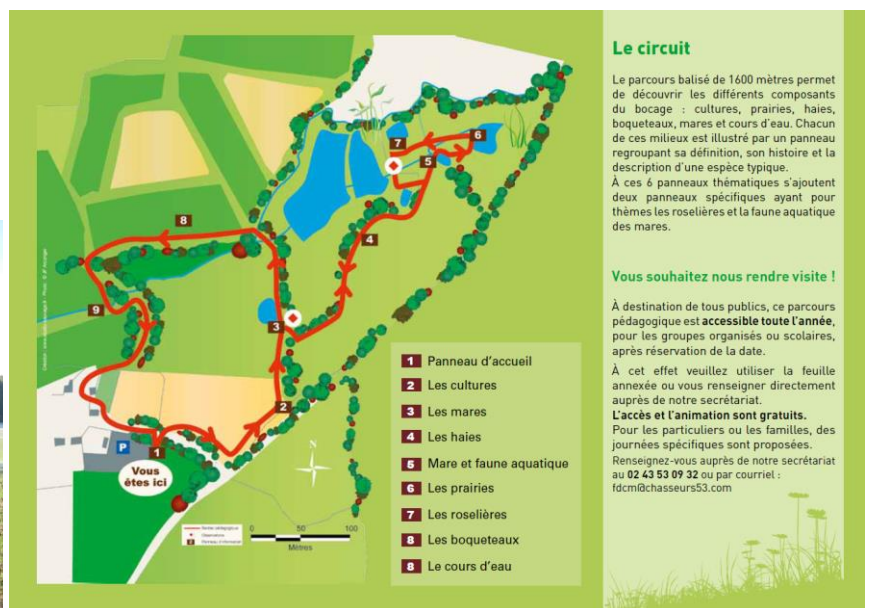 8
7
6
5
4
9
3
2
P
1
Vous
êtes ici
N
0 50 100
Mètres
Sentier pédagogique
Observatoire
Panneau d'information
1 Panneau d'accueil
2 Les cultures
3 Les mares
4 Les haies
5 Mare et faune aquatique
6 Les prairies
7 Les roselières
8 Les boqueteaux
8 Le cours d'eau
Le circuit
Le parcours balisé de 1600 mètres permet
de découvrir les différents composants
du bocage : cultures, prairies, haies,
boqueteaux, mares et cours d'eau. Chacun
de ces milieux est illustré par un panneau
regroupant sa définition, son histoire et la
description d'une espèce typique.
À ces 6 panneaux thématiques s'ajoutent
deux panneaux spécifiques ayant pour
thèmes les roselières et la faune aquatique
des mares.
Vous souhaitez nous rendre visite !
À destination de tous publics, ce parcours
pédagogique est accessible toute l'année,
pour les groupes organisés ou scolaires,
après réservation de la date.
À cet effet veuillez utiliser la feuille
annexée ou vous renseigner directement
auprès de notre secrétariat.
L'accès et l'animation sont gratuits.
Pour les particuliers ou les familles, des
journées spécifiques sont proposées.
Renseignez-vous auprès de notre secrétariat
au 02 43 53 09 32 ou par courriel :
fdcm@chasseurs53.com